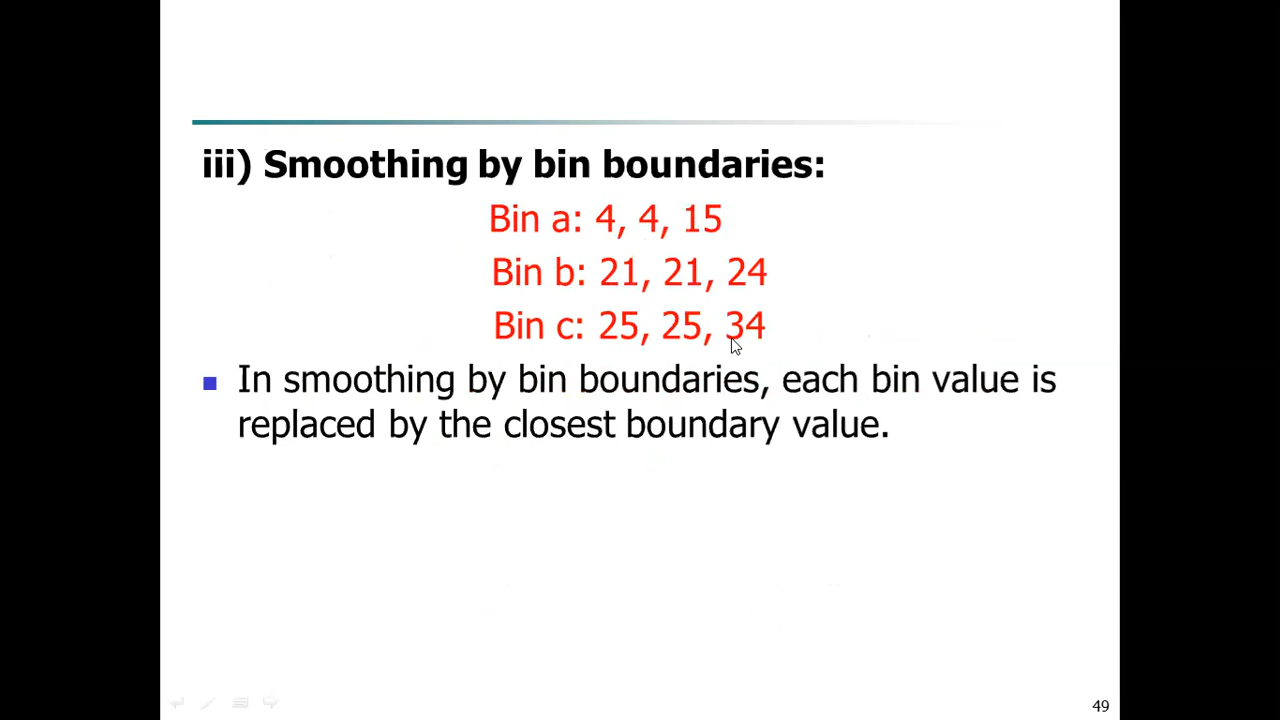 iii) Smoothing by bin boundaries:
Bin a: 4, 4, 15
Bin b: 21, 21, 24
Bin c: 25, 25, 34
In smoothing by bin boundaries, each bin value is
replaced by the closest boundary value.
49